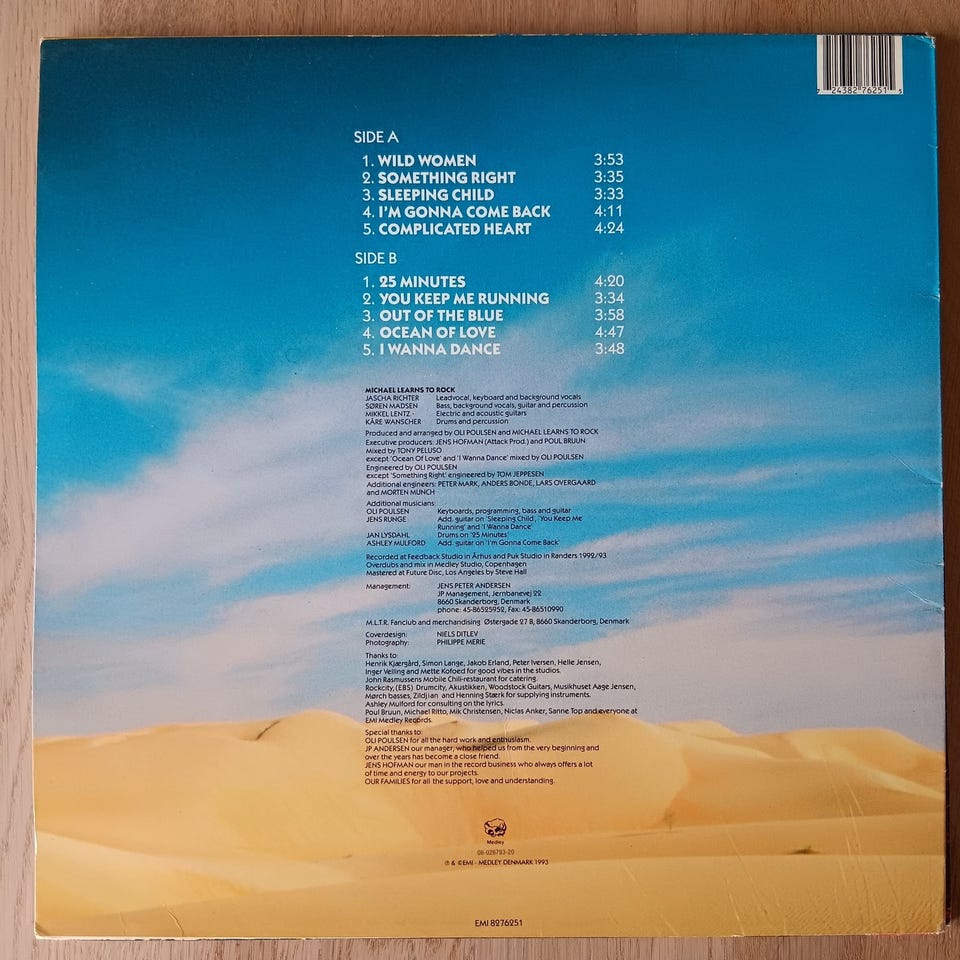 24382 76251
SIDE A
1. WILD WOMEN 3:53
2. SOMETHING RIGHT 3:35
3. SLEEPING CHILD 3:33
4. I'M GONNA COME BACK 4:11
5. COMPLICATED HEART 4:24
SIDE B
1. 25 MINUTES 4:20
2. YOU KEEP ME RUNNING 3:34
3. OUT OF THE BLUE 3:58
4. OCEAN OF LOVE 4:47
5. I WANNA DANCE 3:48
MICHAEL LEARNS TO ROCK
JASCHA RICHTER Leadvocal, keyboard and background vocals
SØREN MADSEN Bass, background vocals, guitar and percussion
MIKKEL LENTZ - Electric and acoustic guitars
KÅRE WANSCHER Drums and percussion
Produced and arranged by OLI POULSEN and MICHAEL LEARNS TO ROCK
Executive producers: JENS HOFMAN (Attack Prod.) and POUL BRUUN
Mixed by TONY PELUSO
except 'Ocean Of Love' and 'I Wanna Dance' mixed by OLI POULSEN
Engineered by OLI POULSEN
except 'Something Right' engineered by TOM JEPPESEN
Additional engineers: PETER MARK, ANDERS BONDE, LARS OVERGAARD
and MORTEN MÜNCH
Additional musicians:
OLI POULSEN Keyboards, programming, bass and guitar
JENS RUNGE Add. guitar on 'Sleeping Child', 'You Keep Me
Running' and 'I Wanna Dance'
JAN LYSDAHL Drums on '25 Minutes'
ASHLEY MULFORD Add. guitar on 'I'm Gonna Come Back'
Recorded at Feedback Studio in Århus and Puk Studio in Randers 1992/93
Overdubs and mix in Medley Studio, Copenhagen
Mastered at Future Disc, Los Angeles by Steve Hall
Management: JENS PETER ANDERSEN
JP Management, Jernbanevej 22
8660 Skanderborg, Denmark
phone: 45-86525952, Fax: 45-86510990
M.L.T.R. Fanclub and merchandising Østergade 27 B, 8660 Skanderborg, Denmark
Coverdesign: NIELS DITLEV
Photography: PHILIPPE MERIE
Thanks to:
Henrik Kjærgård, Simon Lange, Jakob Erland, Peter Iversen, Helle Jensen,
Inger Velling and Mette Kofoed for good vibes in the studios.
John Rasmussens Mobile Chili-restaurant for catering.
Rockcity, (EBS) Drumcity, Akustikken, Woodstock Guitars, Musikhuset Aage Jensen,
Mørch basses, Zildjian and Henning Stærk for supplying instruments.
Ashley Mulford for consulting on the lyrics.
Poul Bruun, Michael Ritto, Mik Christensen, Niclas Anker, Sanne Top and everyone at
EMI Medley Records.
Special thanks to:
OLI POULSEN for all the hard work and enthusiasm.
JP ANDERSEN our manager, who helped us from the very beginning and
over the years has become a close friend.
JENS HOFMAN our man in the record business who always offers a lot
of time and energy to our projects.
OUR FAMILIES for all the support, love and understanding.
Medley
08-026793-20
℗ & ©EMI - MEDLEY DENMARK 1993
EMI 8276251